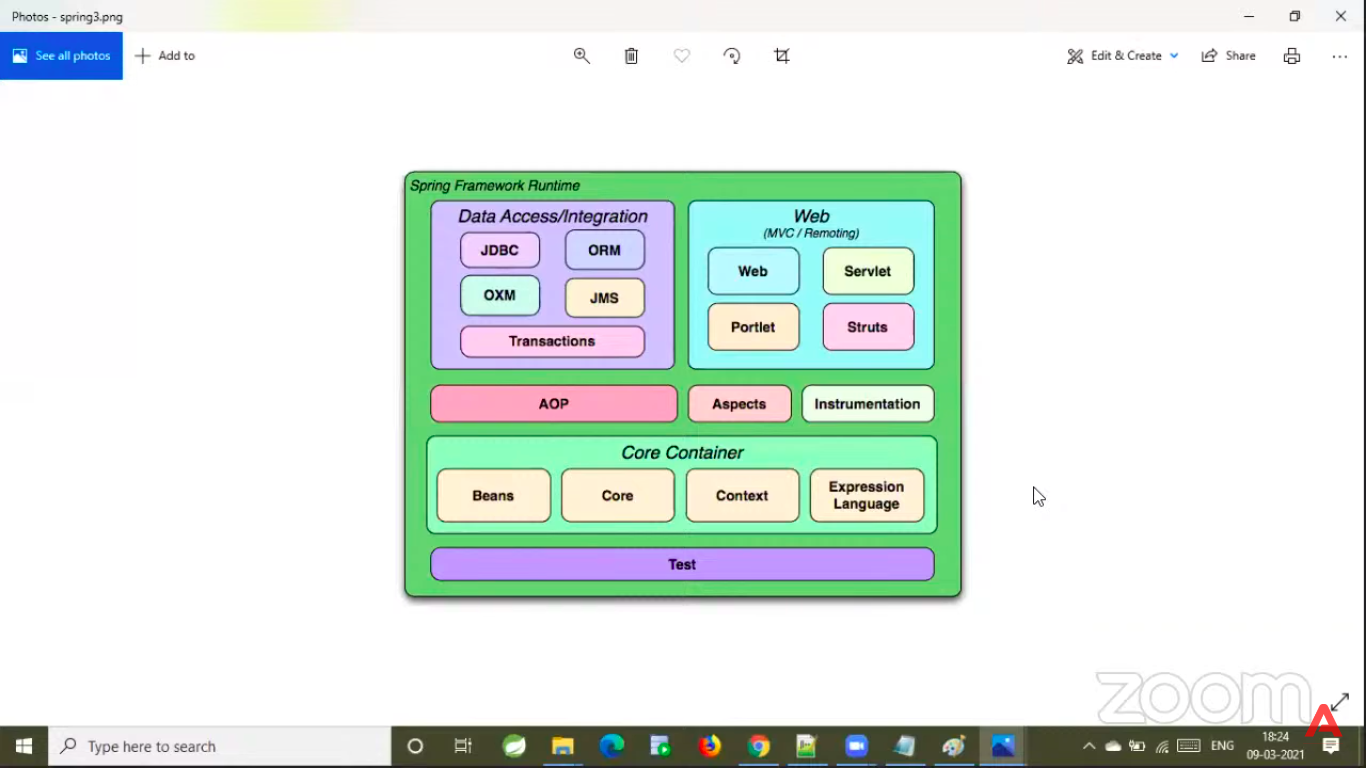 Photos - spring3.png
See all photos
Add to
Edit & Create
Share
Spring Framework Runtime
Data Access/Integration
JDBC
ORM
OXM
JMS
Transactions
Web
(MVC / Remoting)
Web
Servlet
Portlet
Struts
AOP
Aspects
Instrumentation
Core Container
Beans
Core
Context
Expression
Language
Test
zoom
A
Type here to search
ENG
18:24
09-03-2021